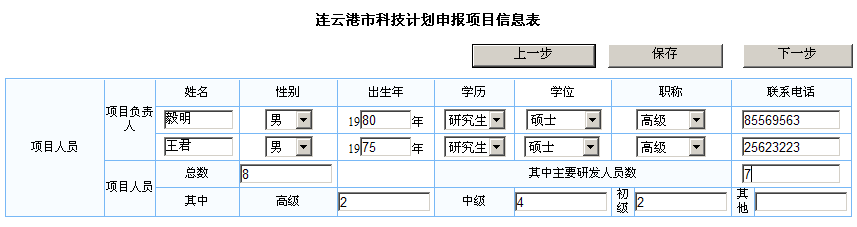 连云港市科技计划申报项目信息表
上一步 保存 下一步
姓名 性别 出生年 学历 学位 职称 联系电话
项目负责人
毅明 男 1980年 研究生 硕士 高级 85569563
王君 男 1975年 研究生 硕士 高级 25623223
项目人员
项目人员
总数 8 其中主要研发人员数 7
其中 高级 2 中级 4 初级 2 其他